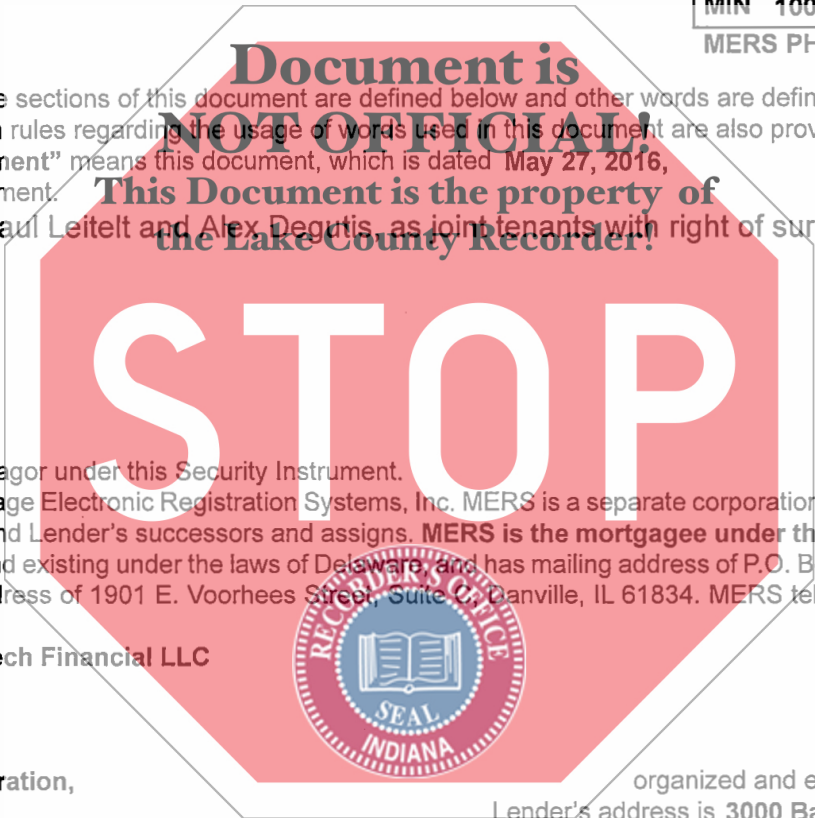 MIN 100
MERS PH
Document is
e sections of this document are defined below and other words are defin
n rules regarding the usage of words used in this document are also prov
NOT OFFICIAL!
ment” means this document, which is dated May 27, 2016,
ment.
This Document is the property of
aul Leitelt and Alex Degutis, as joint tenants with right of sur
the Lake County Recorder!
STOP
agor under this Security Instrument.
age Electronic Registration Systems, Inc. MERS is a separate corporation
nd Lender's successors and assigns. MERS is the mortgagee under th
d existing under the laws of Delaware, and has mailing address of P.O. B
dress of 1901 E. Voorhees Street, Suite C, Danville, IL 61834. MERS tel
RECORDER'S OFFICE
ech Financial LLC
SEAL
INDIANA
ration,
organized and e
Lender's address is 3000 Ba